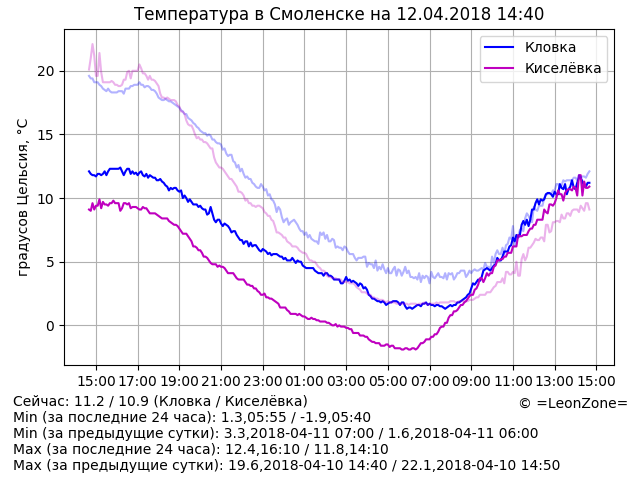 Температура в Смоленске на 12.04.2018 14:40
Кловка
Киселёвка
градусов Цельсия, °C
20
15
10
5
0
15:00 17:00 19:00 21:00 23:00 01:00 03:00 05:00 07:00 09:00 11:00 13:00 15:00
Сейчас: 11.2 / 10.9 (Кловка / Киселёвка)
© =LeonZone=
Min (за последние 24 часа): 1.3,05:55 / -1.9,05:40
Min (за предыдущие сутки): 3.3,2018-04-11 07:00 / 1.6,2018-04-11 06:00
Max (за последние 24 часа): 12.4,16:10 / 11.8,14:10
Max (за предыдущие сутки): 19.6,2018-04-10 14:40 / 22.1,2018-04-10 14:50